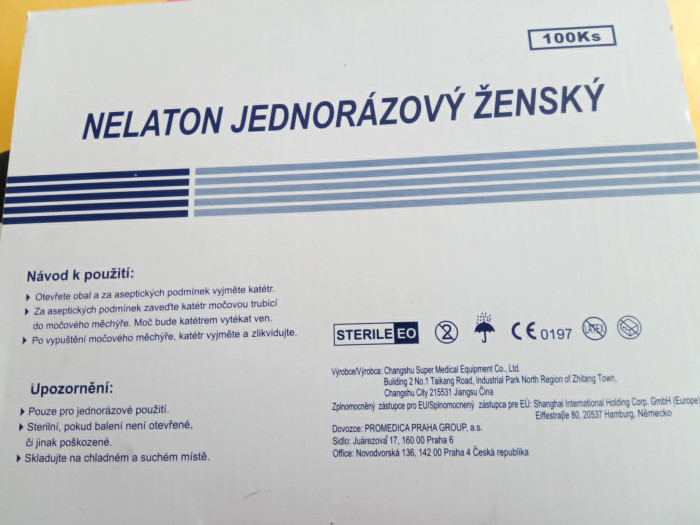 100Ks
NELATON JEDNORÁZOVÝ ŽENSKÝ
Návod k použití:
Otevřete obal a za aseptických podmínek vyjměte katétr.
Za aseptických podmínek zaveďte katétr močovou trubicí
do močového měchýře. Moč bude katétrem vytékat ven.
Po vypuštění močového měchýře, katétr vyjměte a zlikvidujte.
Upozornění:
Pouze pro jednorázové použití.
Sterilní, pokud balení není otevřené,
či jinak poškozené.
Skladujte na chladném a suchém místě.
STERILE EO 2 CE 0197 LATEX
Výrobce/Výrobca: Changshu Super Medical Equipment Co., Ltd.
Building 2 No.1 Taikang Road, Industrial Park North Region of Zhitang Town,
Changshu City 215531 Jiangsu Čina
Zplnomocněný zástupce pro EU/Splnomocnený zástupca pre EÚ: Shanghai International Holding Corp. GmbH (Europe)
Eiffestraße 80, 20537 Hamburg, Německo
Dovozce: PROMEDICA PRAHA GROUP, a.s.
Sídlo: Juárezova 17, 160 00 Praha 6
Office: Novodvorská 136, 142 00 Praha 4 Česká republika